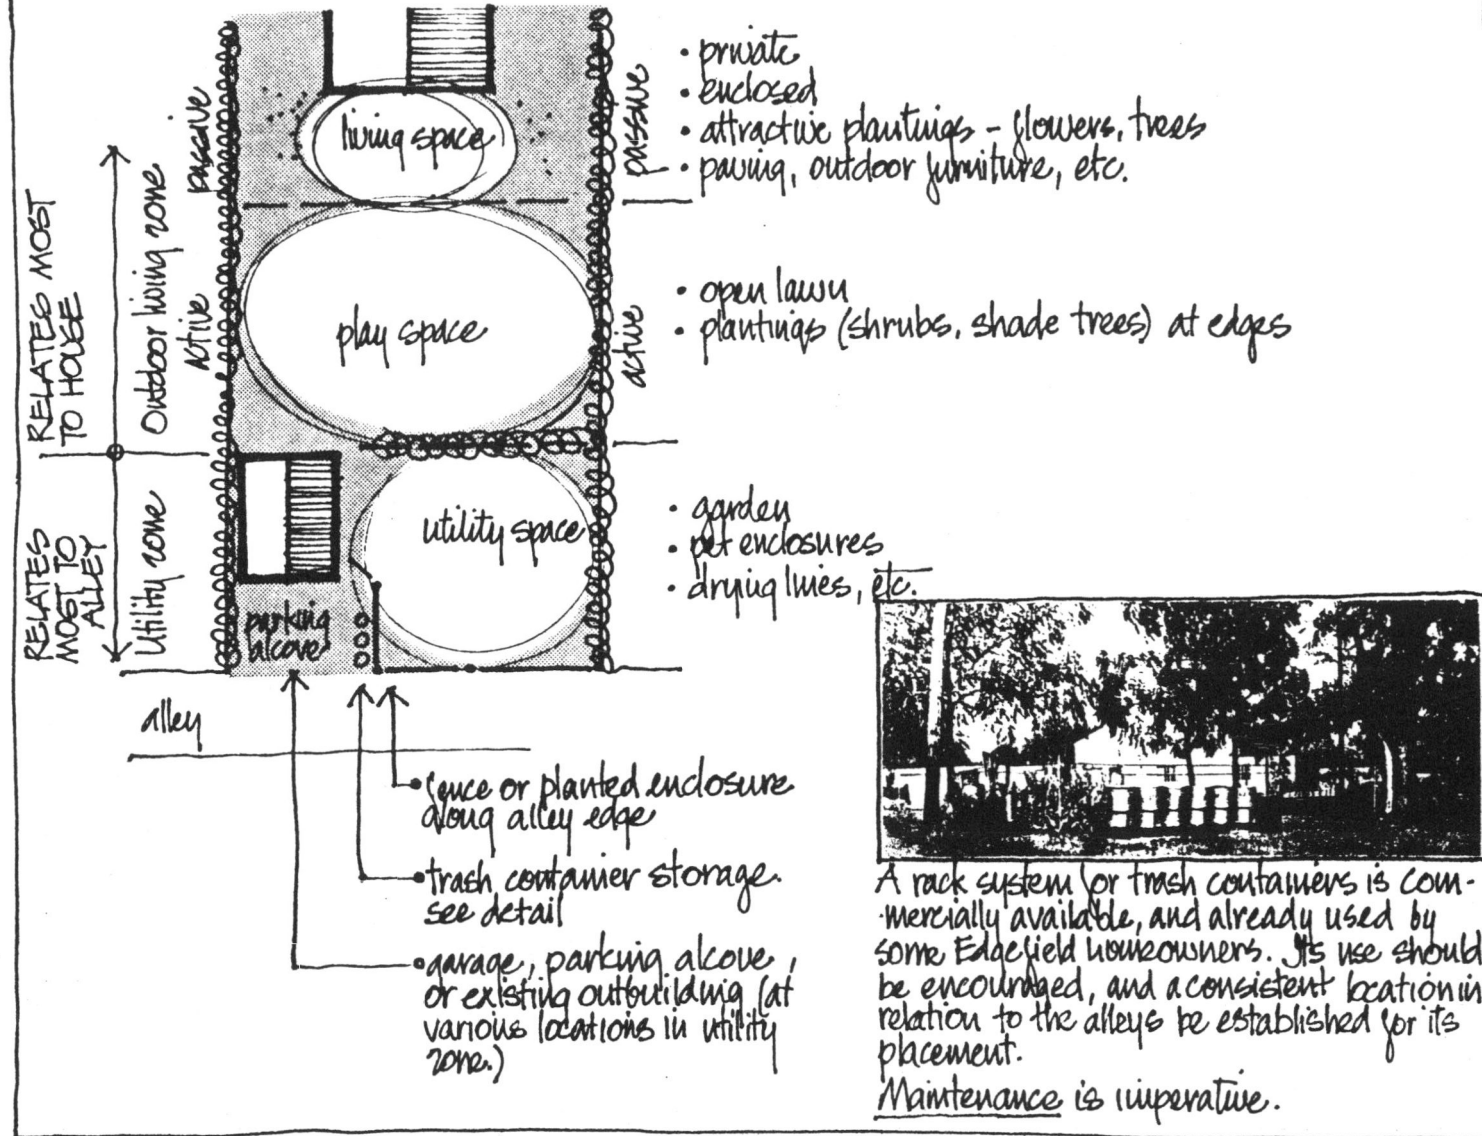 • private
• enclosed
• attractive plantings – flowers, trees
• paving, outdoor furniture, etc.
passive
passive
living space
RELATES MOST
TO HOUSE
Outdoor living zone
active
play space
active
• open lawn
• plantings (shrubs, shade trees) at edges
RELATES
MOST TO
ALLEY
Utility zone
utility space
• garden
• pet enclosures
• drying lines, etc.
parking
alcove
alley
• fence or planted enclosure
along alley edge
• trash container storage.
see detail
• garage, parking alcove,
or existing outbuilding (at
various locations in utility
zone.)
A rack system for trash containers is com-
-mercially available, and already used by
some Edgefield homeowners. Its use should
be encouraged, and a consistent location in
relation to the alleys be established for its
placement.
Maintenance is imperative.